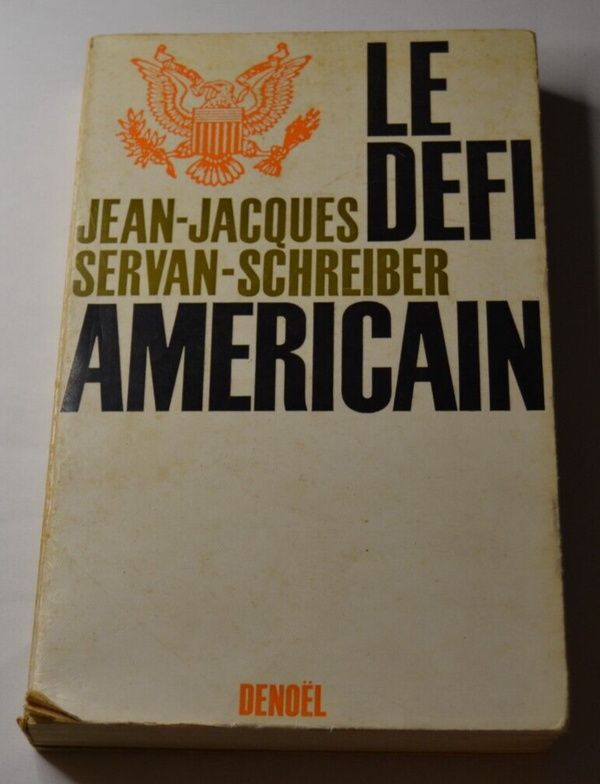 LE
DEFI
JEAN-JACQUES
SERVAN-SCHREIBER
AMERICAIN
DENOËL